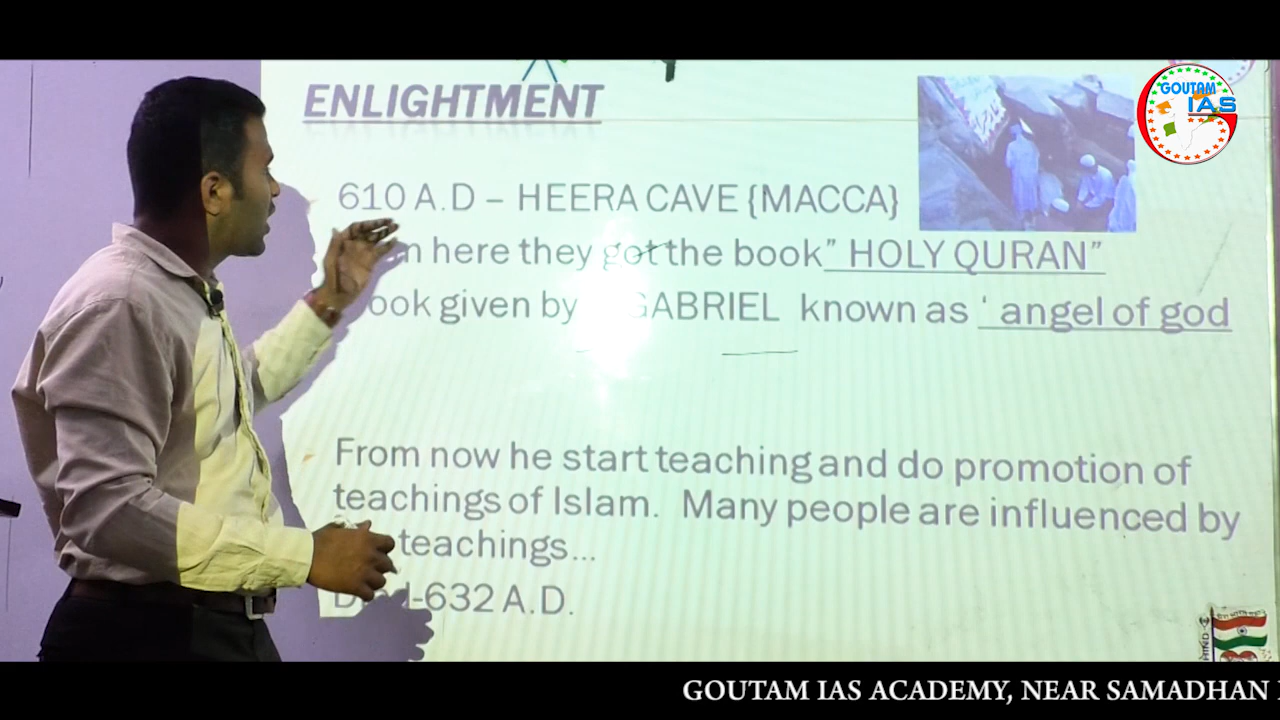 ENLIGHTMENT
GOUTAM
IAS
610 A.D – HEERA CAVE {MACCA}
here they got the book” HOLY QURAN”
given by GABRIEL known as ‘ angel of god
From now he start teaching and do promotion of
teachings of Islam. Many people are influenced by
teachings...
-632 A.D.
GOUTAM IAS ACADEMY, NEAR SAMADHAN